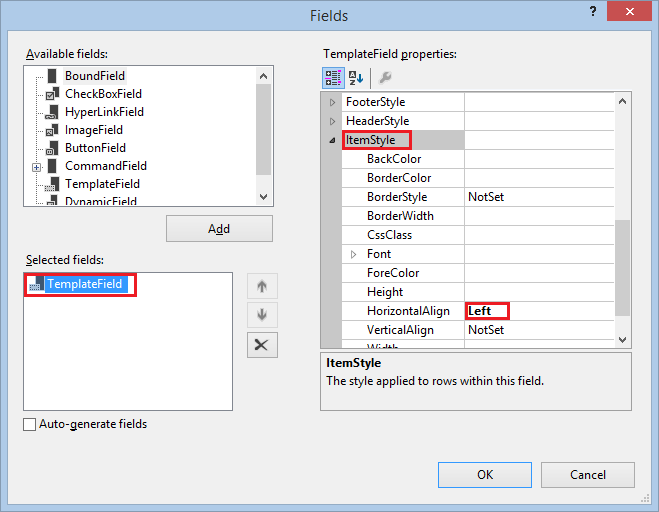 Fields
?
Available fields:
BoundField
CheckBoxField
HyperLinkField
ImageField
ButtonField
CommandField
TemplateField
DynamicField
Add
Selected fields:
TemplateField
Auto-generate fields
TemplateField properties:
FooterStyle
HeaderStyle
ItemStyle
BackColor
BorderColor
BorderStyle NotSet
BorderWidth
CssClass
Font
ForeColor
Height
HorizontalAlign Left
VerticalAlign NotSet
Width
ItemStyle
The style applied to rows within this field.
OK
Cancel